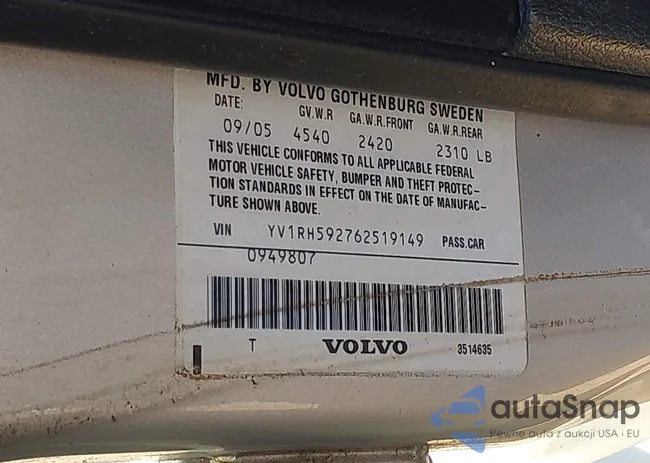 MFD. BY VOLVO GOTHENBURG SWEDEN
DATE: GV.W.R GA.W.R.FRONT GA.W.R.REAR
09/05 4540 2420 2310 LB
THIS VEHICLE CONFORMS TO ALL APPLICABLE FEDERAL
MOTOR VEHICLE SAFETY, BUMPER AND THEFT PROTEC-
TION STANDARDS IN EFFECT ON THE DATE OF MANUFAC-
TURE SHOWN ABOVE.
VIN YV1RH592762519149 PASS.CAR
0949807
T VOLVO 3514635
autaSnap
Pewne auta z aukcji USA i EU